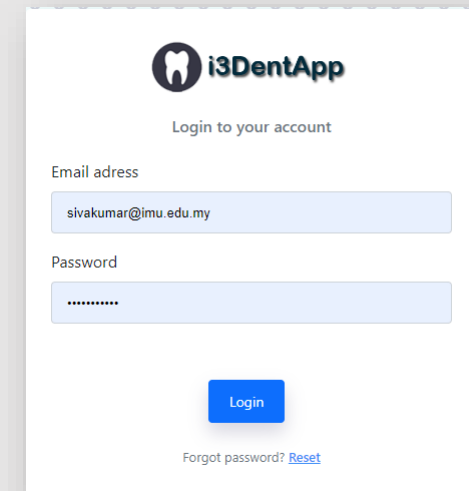 i3DentApp
Login to your account
Email adress
sivakumar@imu.edu.my
Password
•••••••••••
Login
Forgot password? Reset